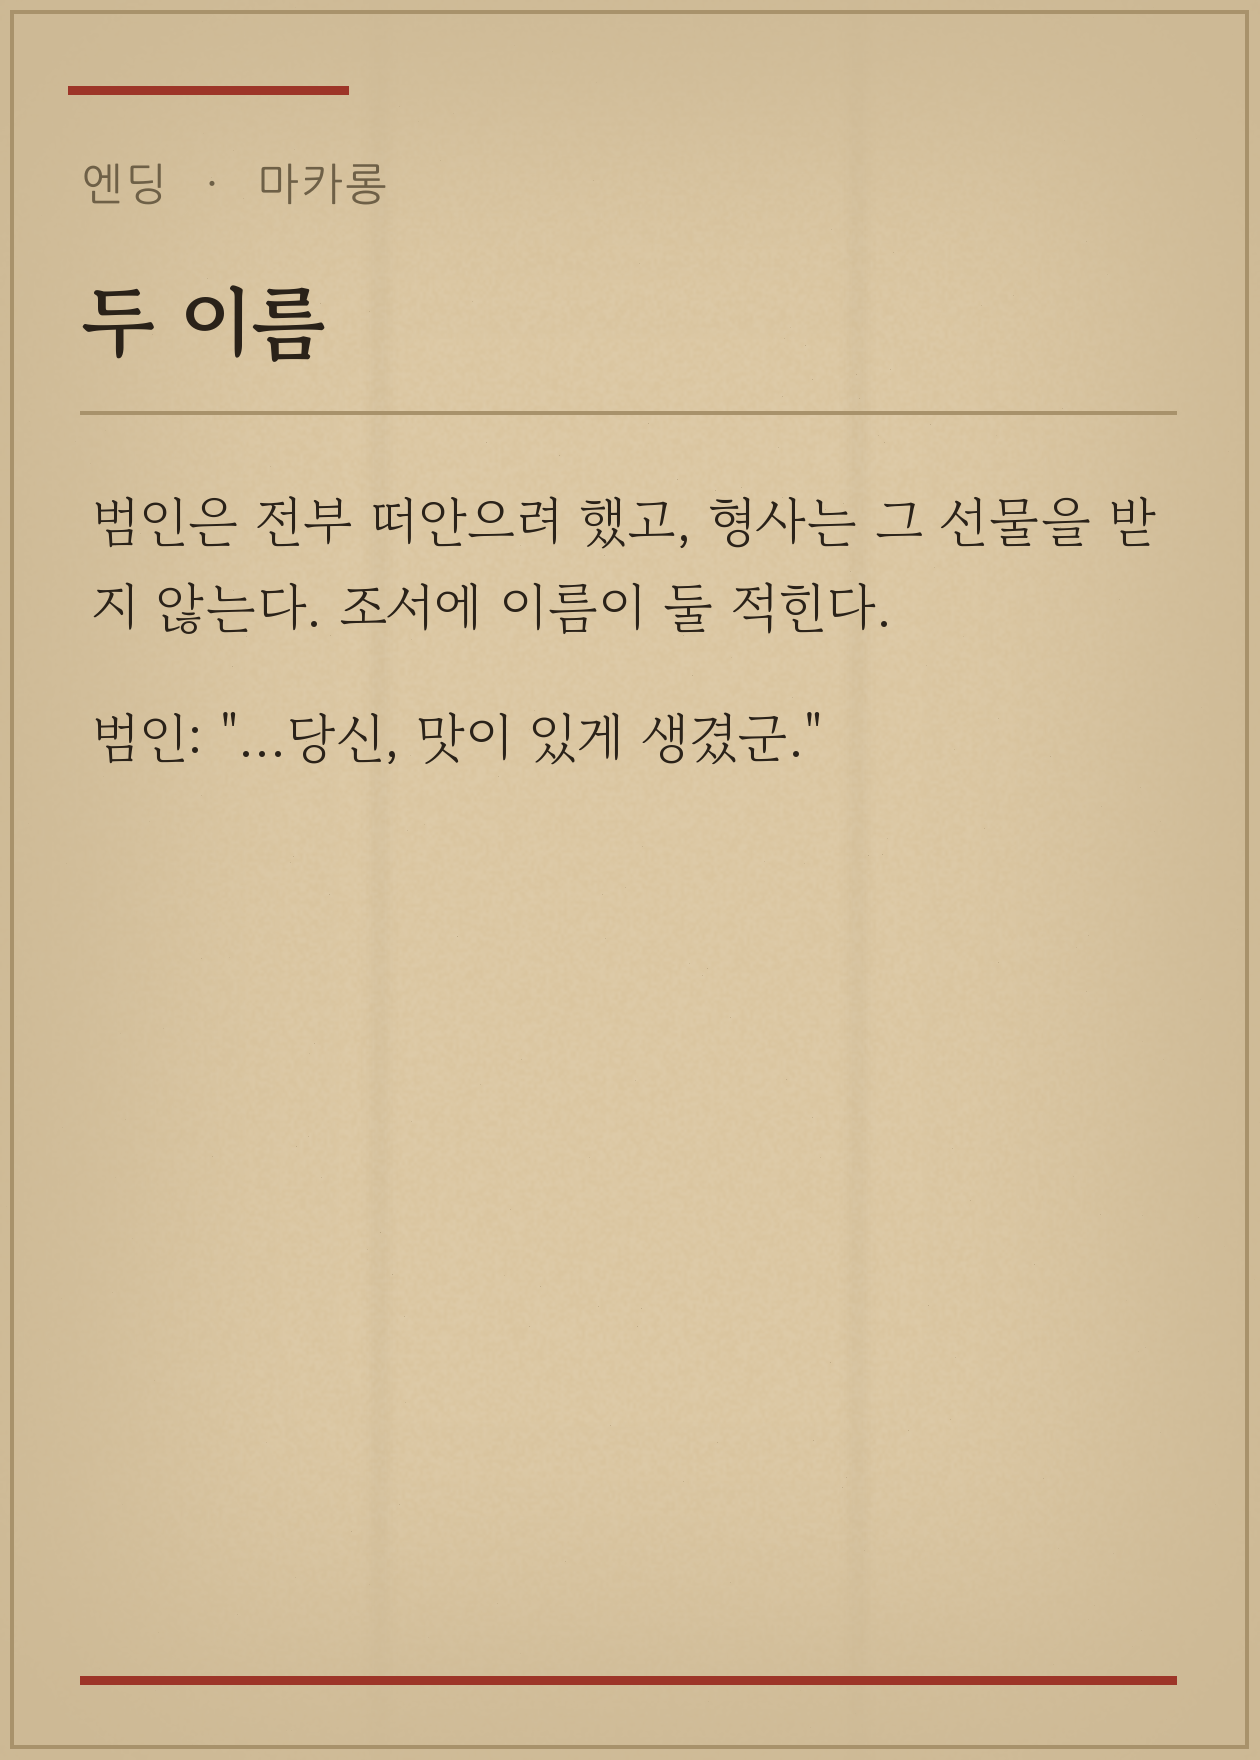 엔딩 · 마카롱
두 이름
범인은 전부 떠안으려 했고, 형사는 그 선물을 받
지 않는다. 조서에 이름이 둘 적힌다.
범인: "...당신, 맛이 있게 생겼군."